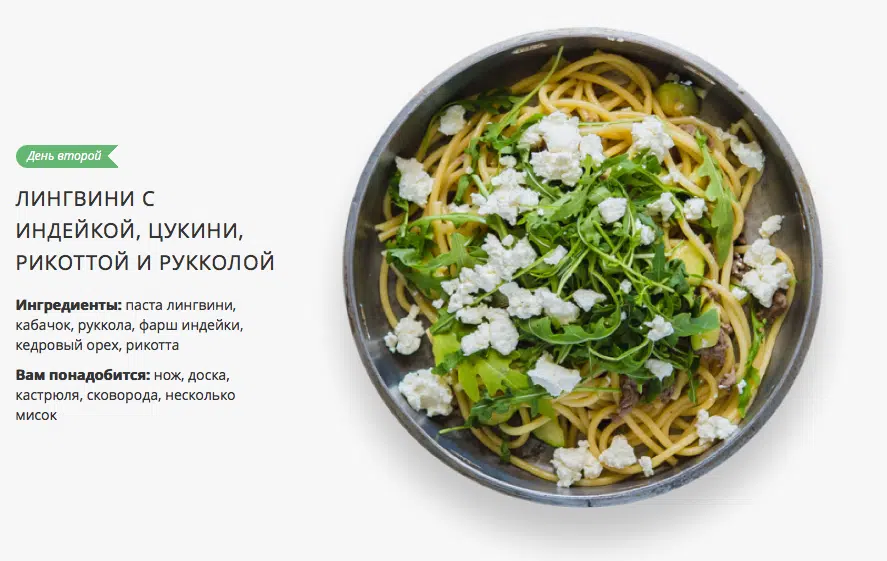 День второй
ЛИНГВИНИ С
ИНДЕЙКОЙ, ЦУКИНИ,
РИКОТТОЙ И РУККОЛОЙ
Ингредиенты: паста лингвини,
кабачок, руккола, фарш индейки,
кедровый орех, рикотта
Вам понадобится: нож, доска,
кастрюля, сковорода, несколько
мисок